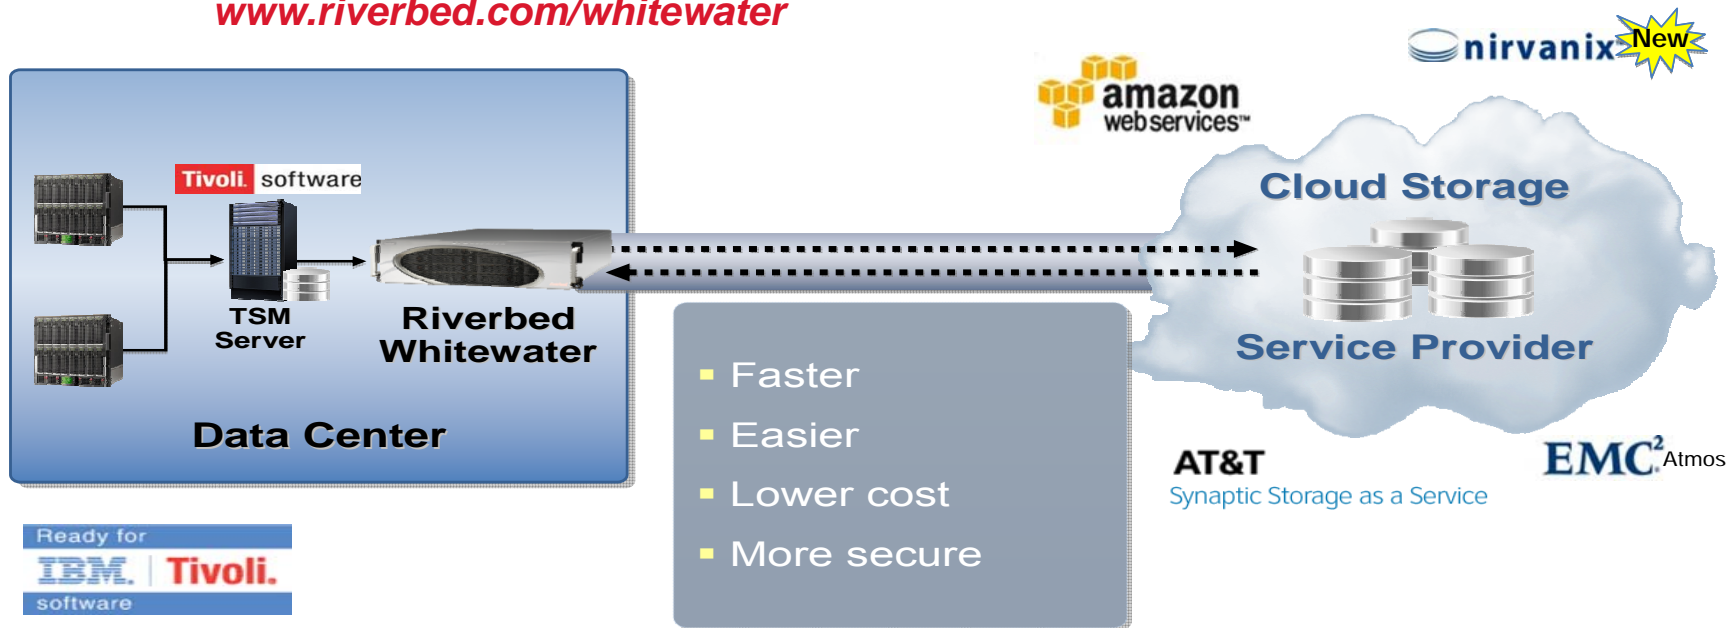 www.riverbed.com/whitewater
nirvanix
New
amazon
webservices™
Tivoli. software
Cloud Storage
TSM
Server
Riverbed
Whitewater
Service Provider
Data Center
Faster
Easier
Lower cost
More secure
AT&T
Synaptic Storage as a Service
EMC² Atmos
Ready for
IBM. | Tivoli.
software